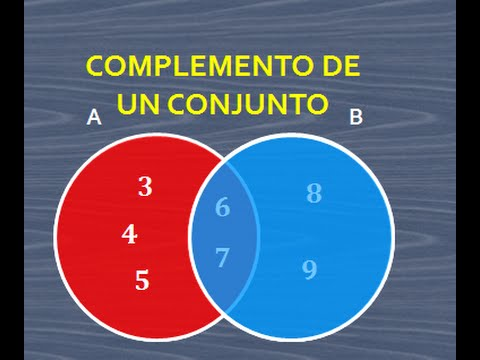 COMPLEMENTO DE
UN CONJUNTO
A B
3 6 8
4
5 7 9